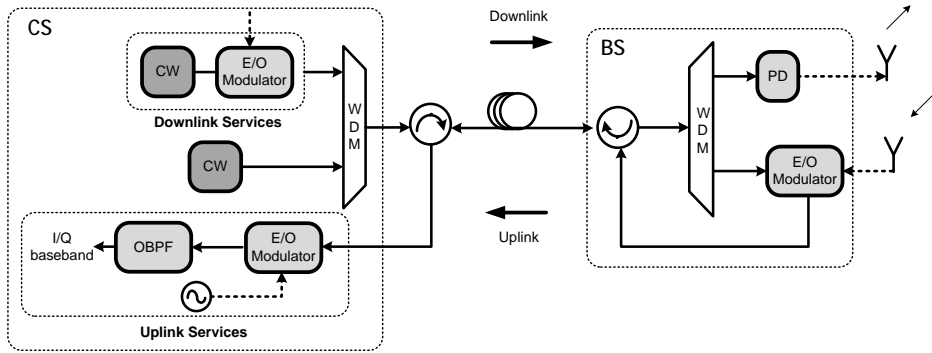 CS
CW
E/O
Modulator
Downlink Services
CW
W
D
M
I/Q
baseband
OBPF
E/O
Modulator
Uplink Services
Downlink
Uplink
BS
W
D
M
PD
E/O
Modulator